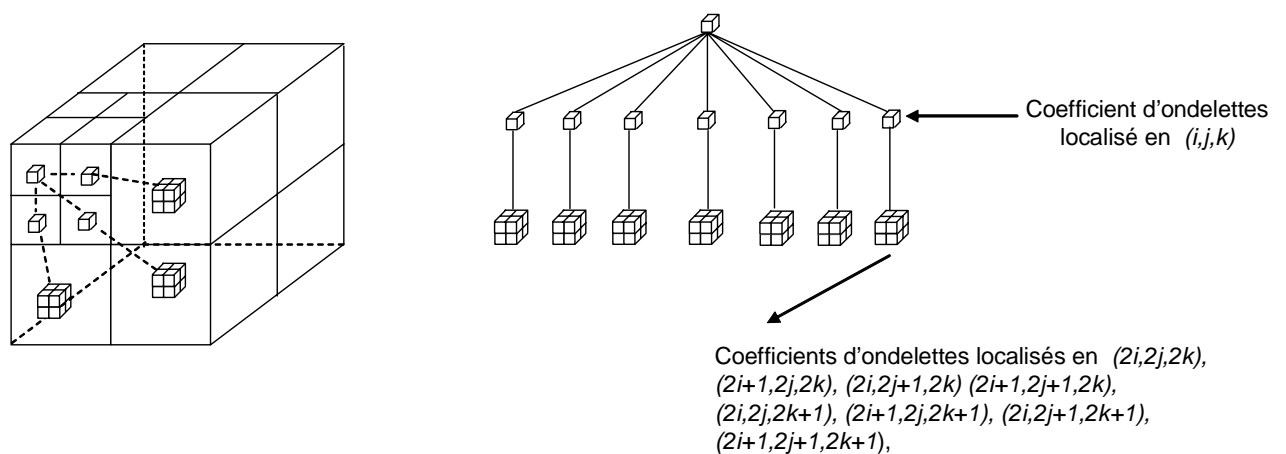 Coefficient d'ondelettes
localisé en (i,j,k)
Coefficients d'ondelettes localisés en (2i,2j,2k),
(2i+1,2j,2k), (2i,2j+1,2k) (2i+1,2j+1,2k),
(2i,2j,2k+1), (2i+1,2j,2k+1), (2i,2j+1,2k+1),
(2i+1,2j+1,2k+1),